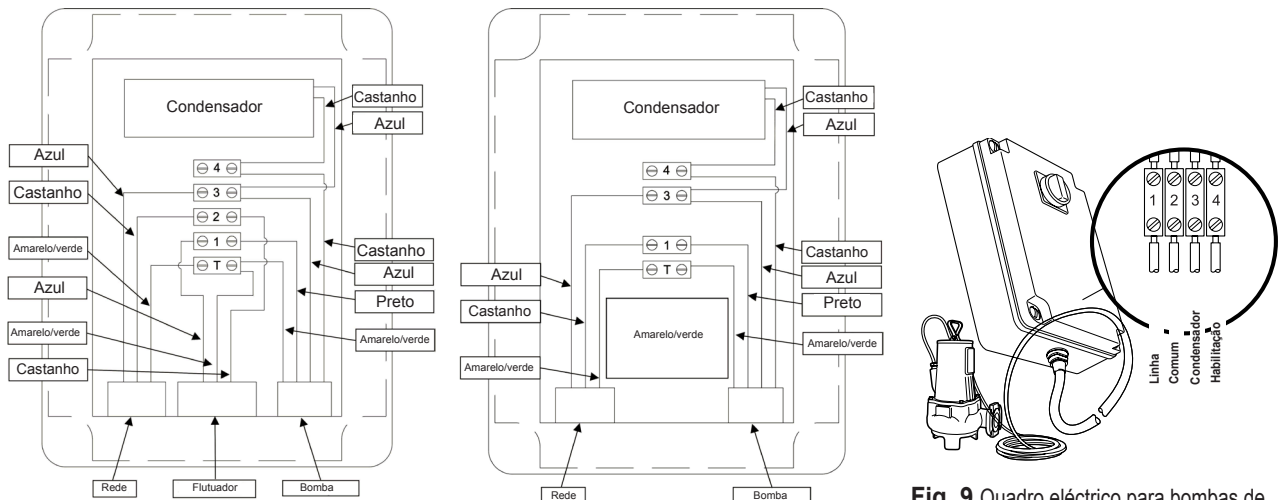 Condensador
Castanho
Azul
Azul
Castanho
Amarelo/verde
Azul
Amarelo/verde
Castanho
4
3
2
1
T
Castanho
Azul
Preto
Amarelo/verde
Rede
Flutuador
Bomba
Condensador
Castanho
Azul
4
3
1
T
Azul
Castanho
Amarelo/verde
Amarelo/verde
Castanho
Azul
Preto
Amarelo/verde
Rede
Bomba
1 2 3 4
Linha
Comum
Condensador
Habilitação
Fig. 9 Quadro eléctrico para bombas de